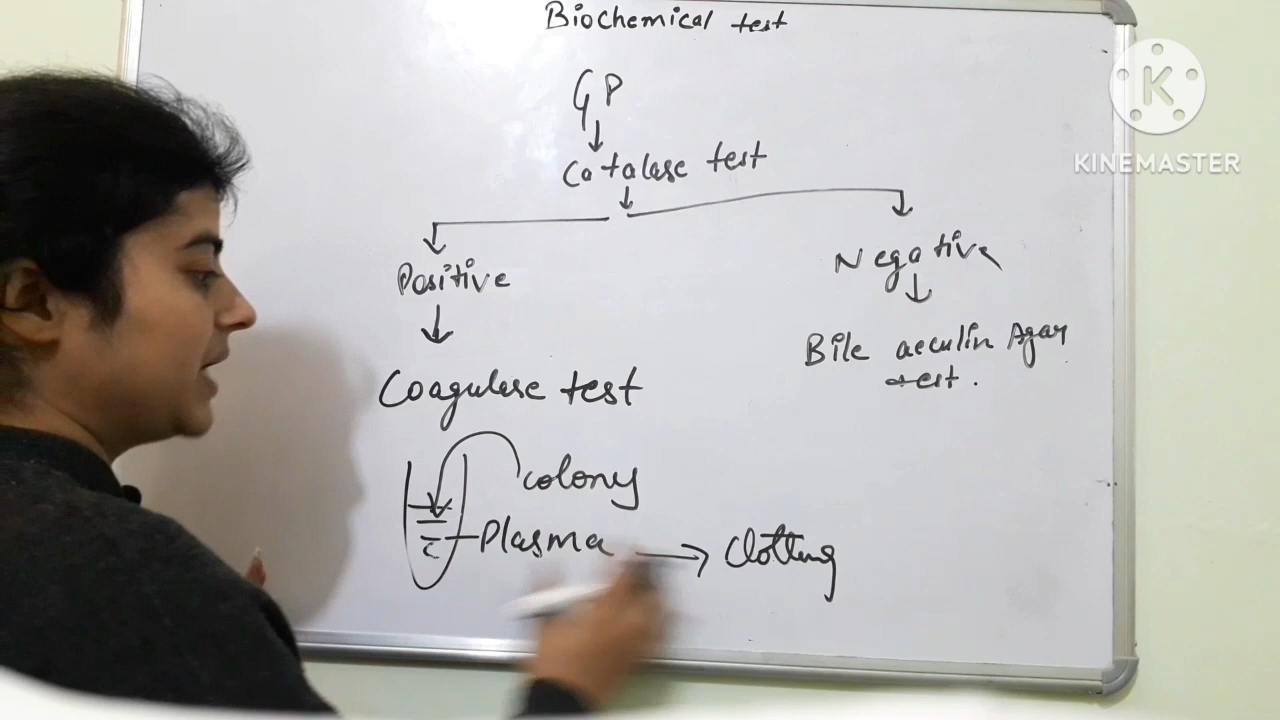 Biochemical test
GP
Catalase test
Positive
Negative
Coagulase test
Bile aeculin Agar
test.
colony
Plasma
Clotting
K
KINEMASTER